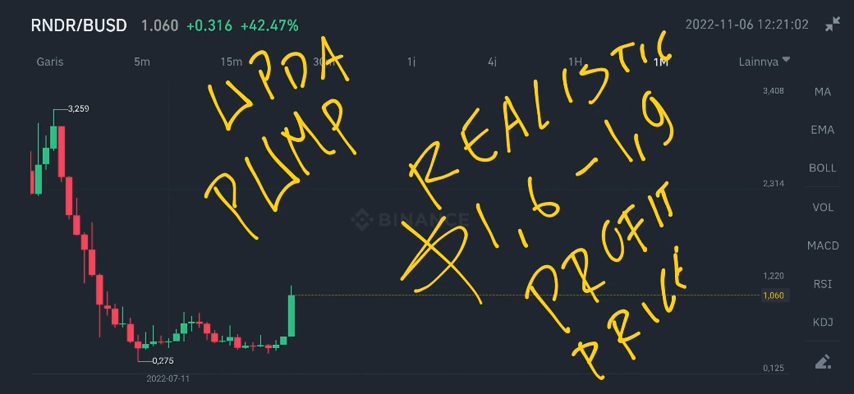 RNDR/BUSD 1.060 +0.316 +42.47% 2022-11-06 12:21:02
Garis 5m 15m 30m 1j 4j 1H 1M Lainnya
3,408
3,259
2,314
1,220
1,060
0,275
0,125
2022-07-11
MA
EMA
BOLL
VOL
MACD
RSI
KDJ
BINANCE
UPDA
PUMP
REALISTIC
$1.6-1.9
PROFIT